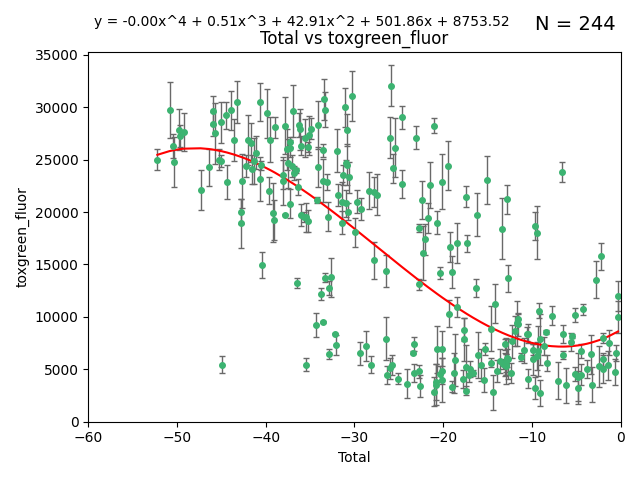 y = -0.00x^4 + 0.51x^3 + 42.91x^2 + 501.86x + 8753.52
N = 244
Total vs toxgreen_fluor
35000
30000
25000
20000
15000
10000
5000
0
toxgreen_fluor
−60 −50 −40 −30 −20 −10 0
Total